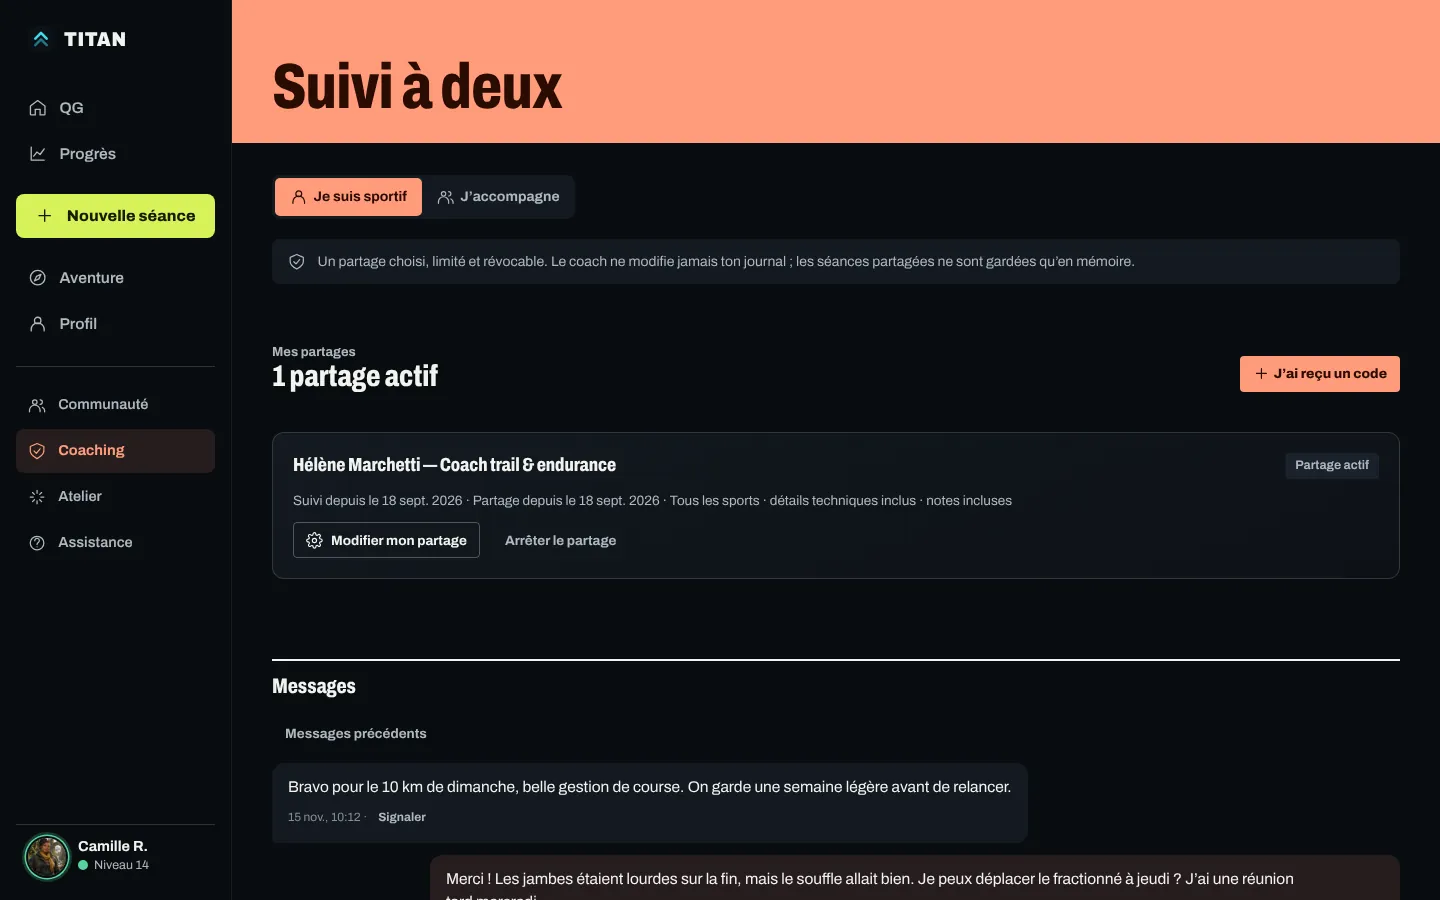 TITAN
QG
Progrès
Nouvelle séance
Aventure
Profil
Communauté
Coaching
Atelier
Assistance
Camille R.
Niveau 14
Suivi à deux
Je suis sportif
J’accompagne
Un partage choisi, limité et révocable. Le coach ne modifie jamais ton journal ; les séances partagées ne sont gardées qu’en mémoire.
Mes partages
1 partage actif
J’ai reçu un code
Hélène Marchetti — Coach trail & endurance
Partage actif
Suivi depuis le 18 sept. 2026 · Partage depuis le 18 sept. 2026 · Tous les sports · détails techniques inclus · notes incluses
Modifier mon partage
Arrêter le partage
Messages
Messages précédents
Bravo pour le 10 km de dimanche, belle gestion de course. On garde une semaine légère avant de relancer.
15 nov., 10:12 · Signaler
Merci ! Les jambes étaient lourdes sur la fin, mais le souffle allait bien. Je peux déplacer le fractionné à jeudi ? J’ai une réunion
tard mercredi.